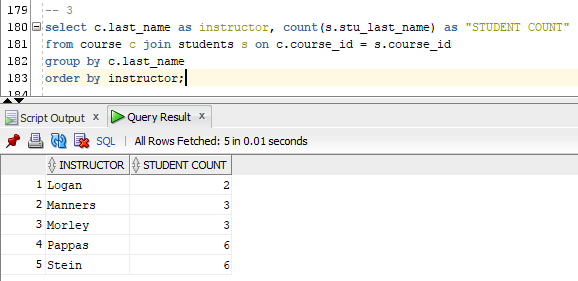 179 -- 3
180 select c.last_name as instructor, count(s.stu_last_name) as "STUDENT COUNT"
181 from course c join students s on c.course_id = s.course_id
182 group by c.last_name
183 order by instructor;
184
Script Output x Query Result x
SQL | All Rows Fetched: 5 in 0.01 seconds
INSTRUCTOR STUDENT COUNT
1 Logan 2
2 Manners 3
3 Morley 3
4 Pappas 6
5 Stein 6